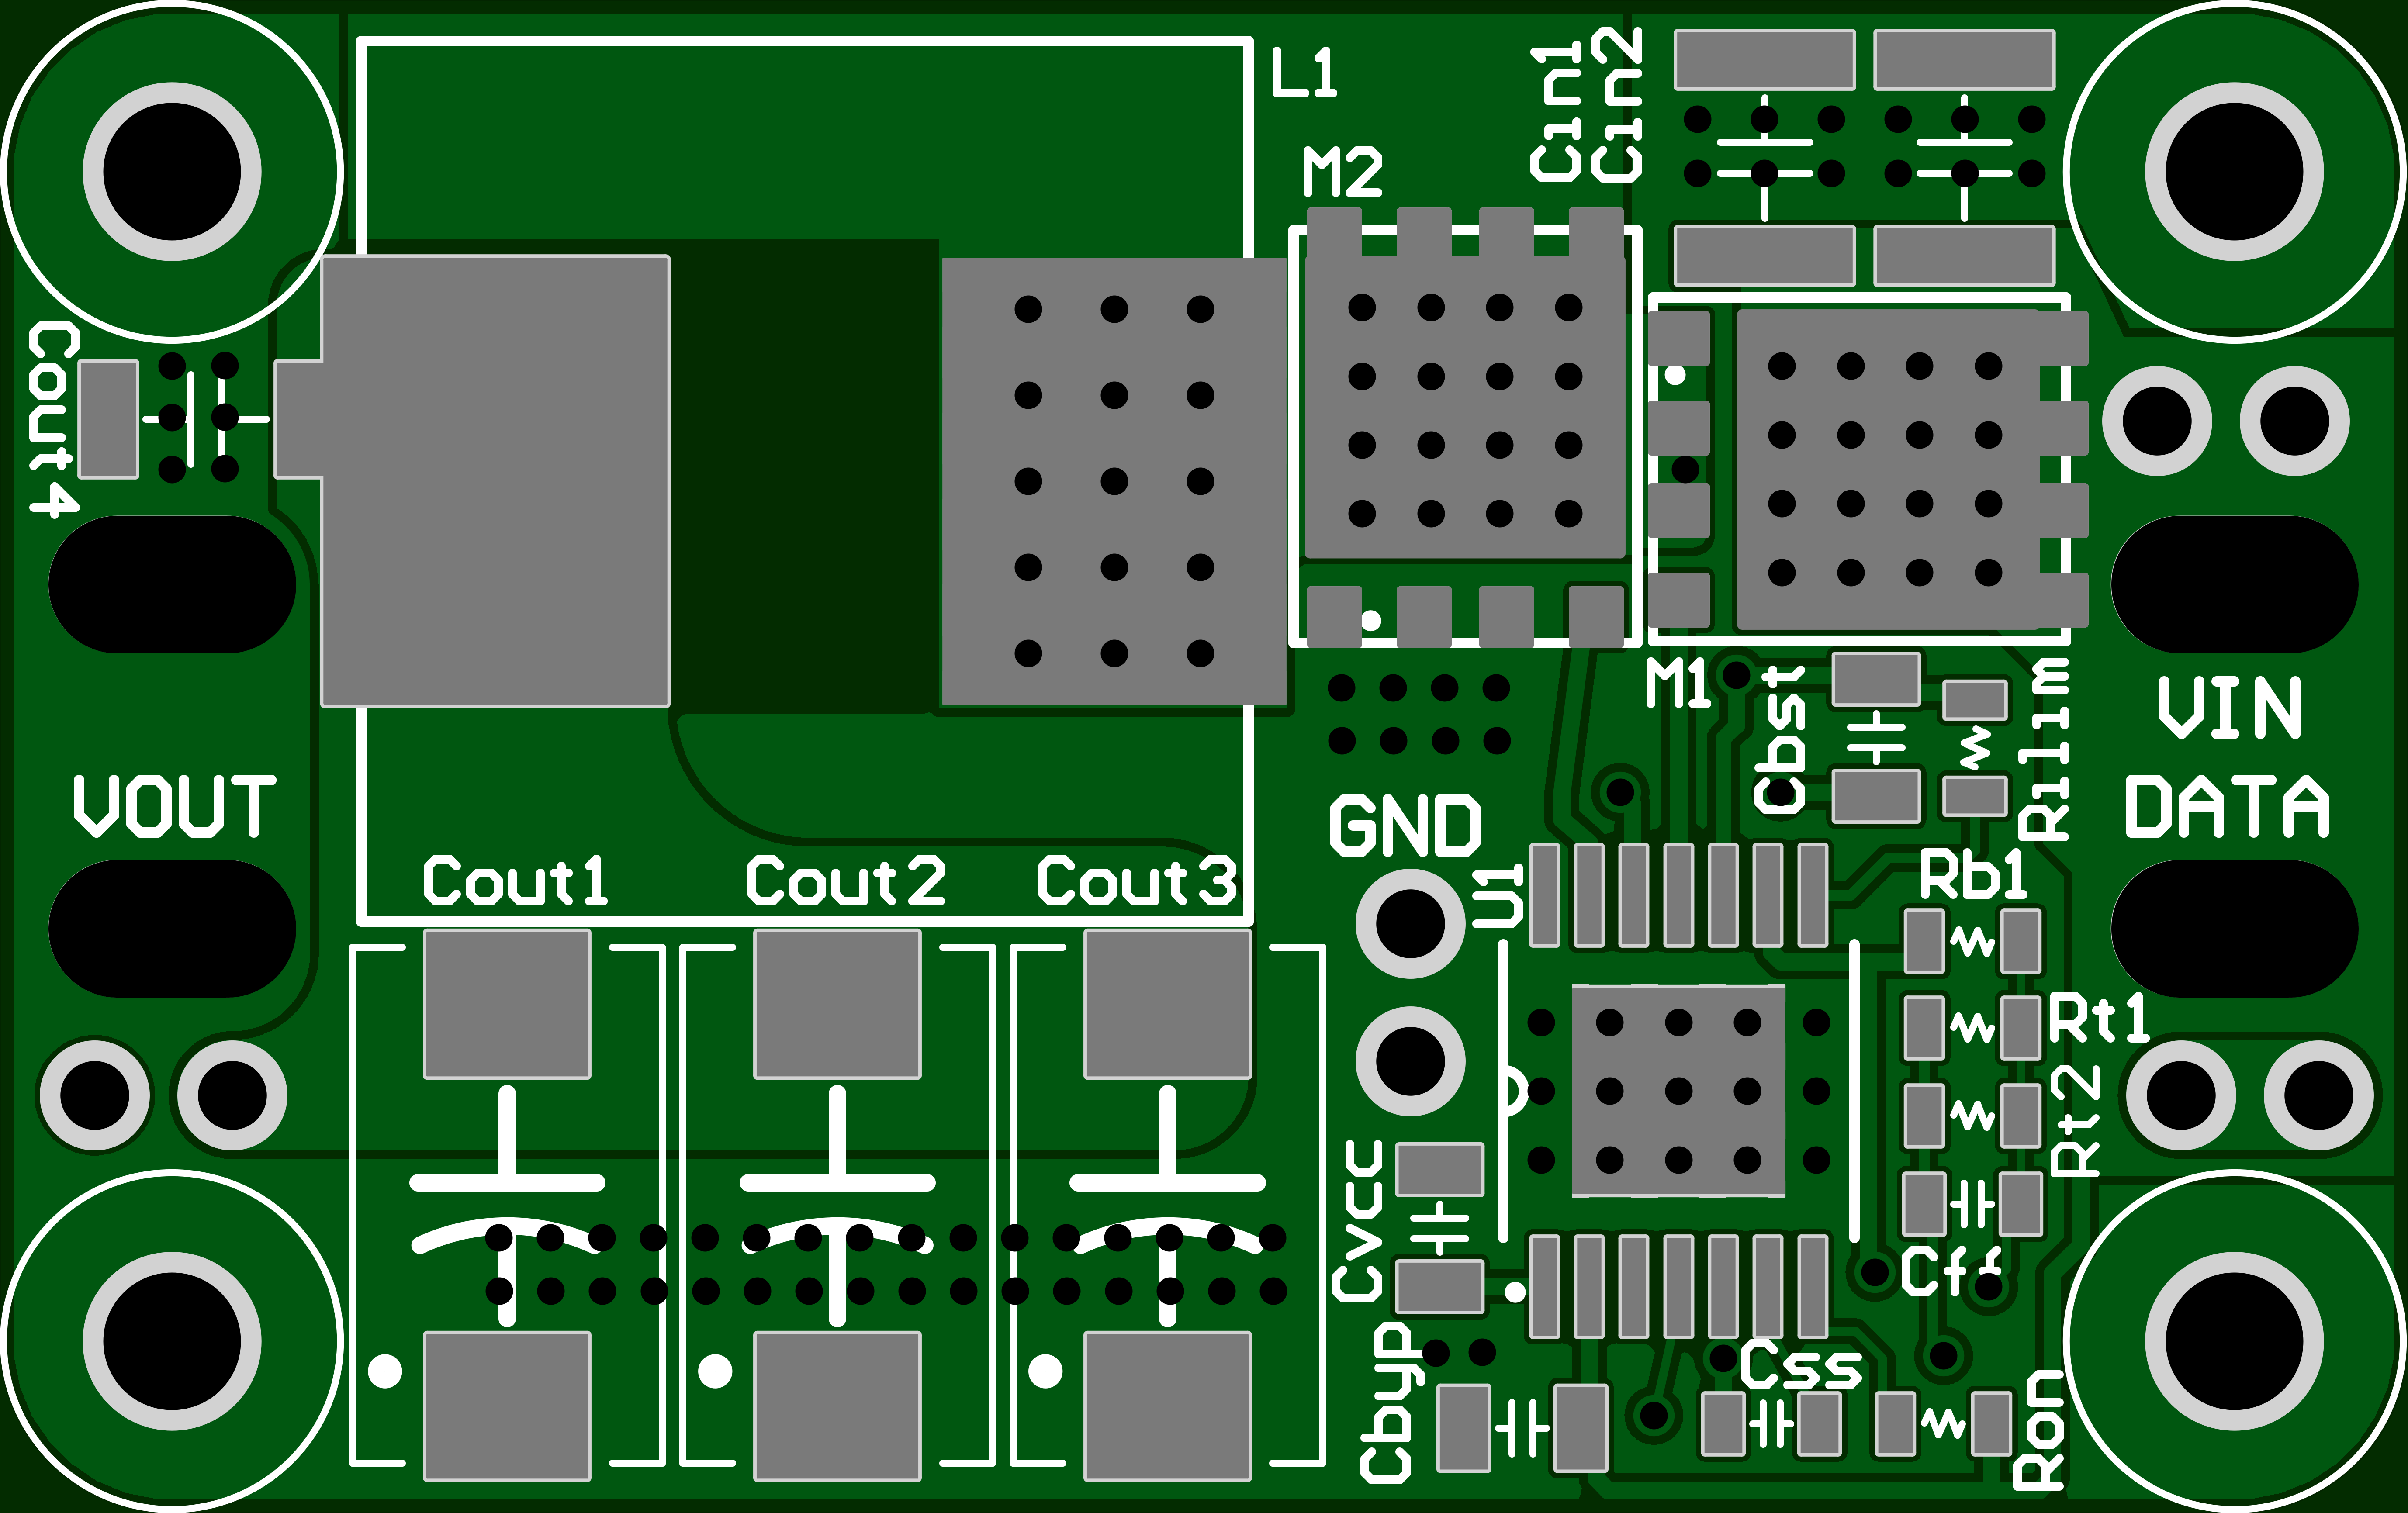 L1
Cin1
Cin2
M2
Cout4
M1
Cbst
Rilim
VIN
VOUT
DATA
GND
Cout1
Cout2
Cout3
U1
Rb1
Rt1
Rt2
Cvcc
Cff
Cbyp
Css
Ron